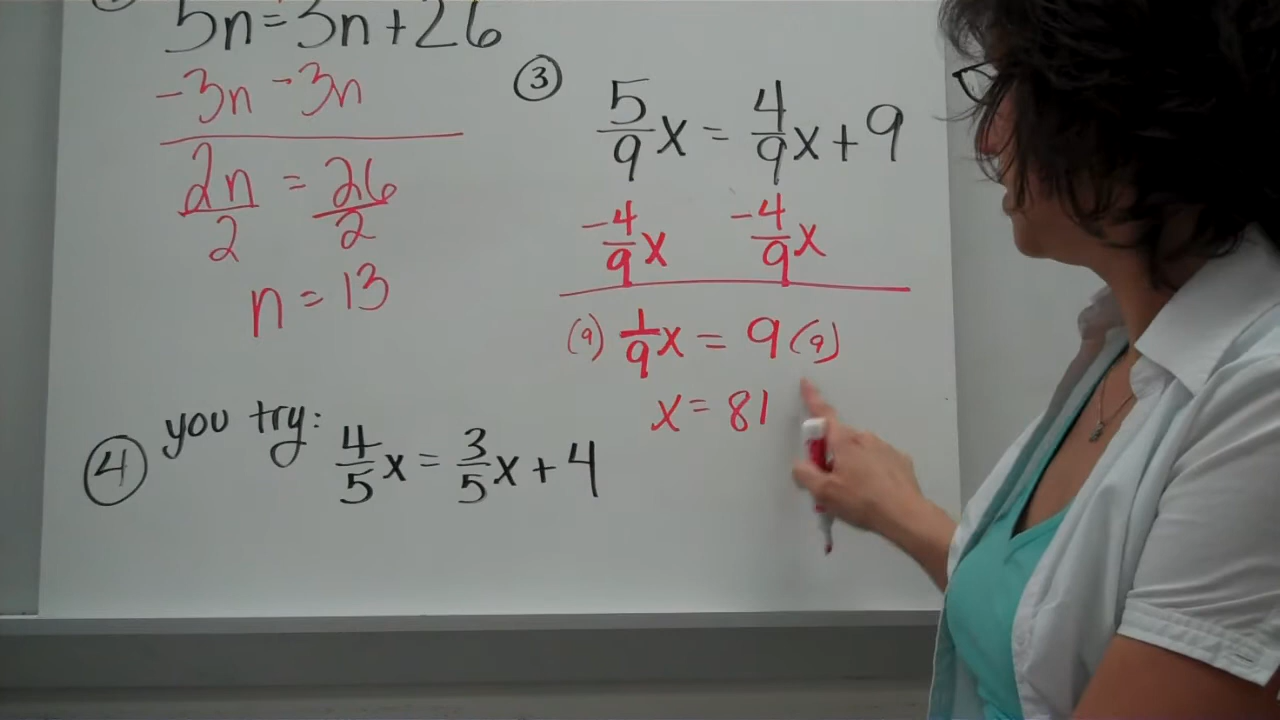 5n=3n+26
-3n -3n
2n = 26
2 2
n = 13
③
5/9 x = 4/9 x + 9
-4/9 x -4/9 x
(9) 1/9 x = 9 (9)
x = 81
④ you try: 4/5 x = 3/5 x + 4